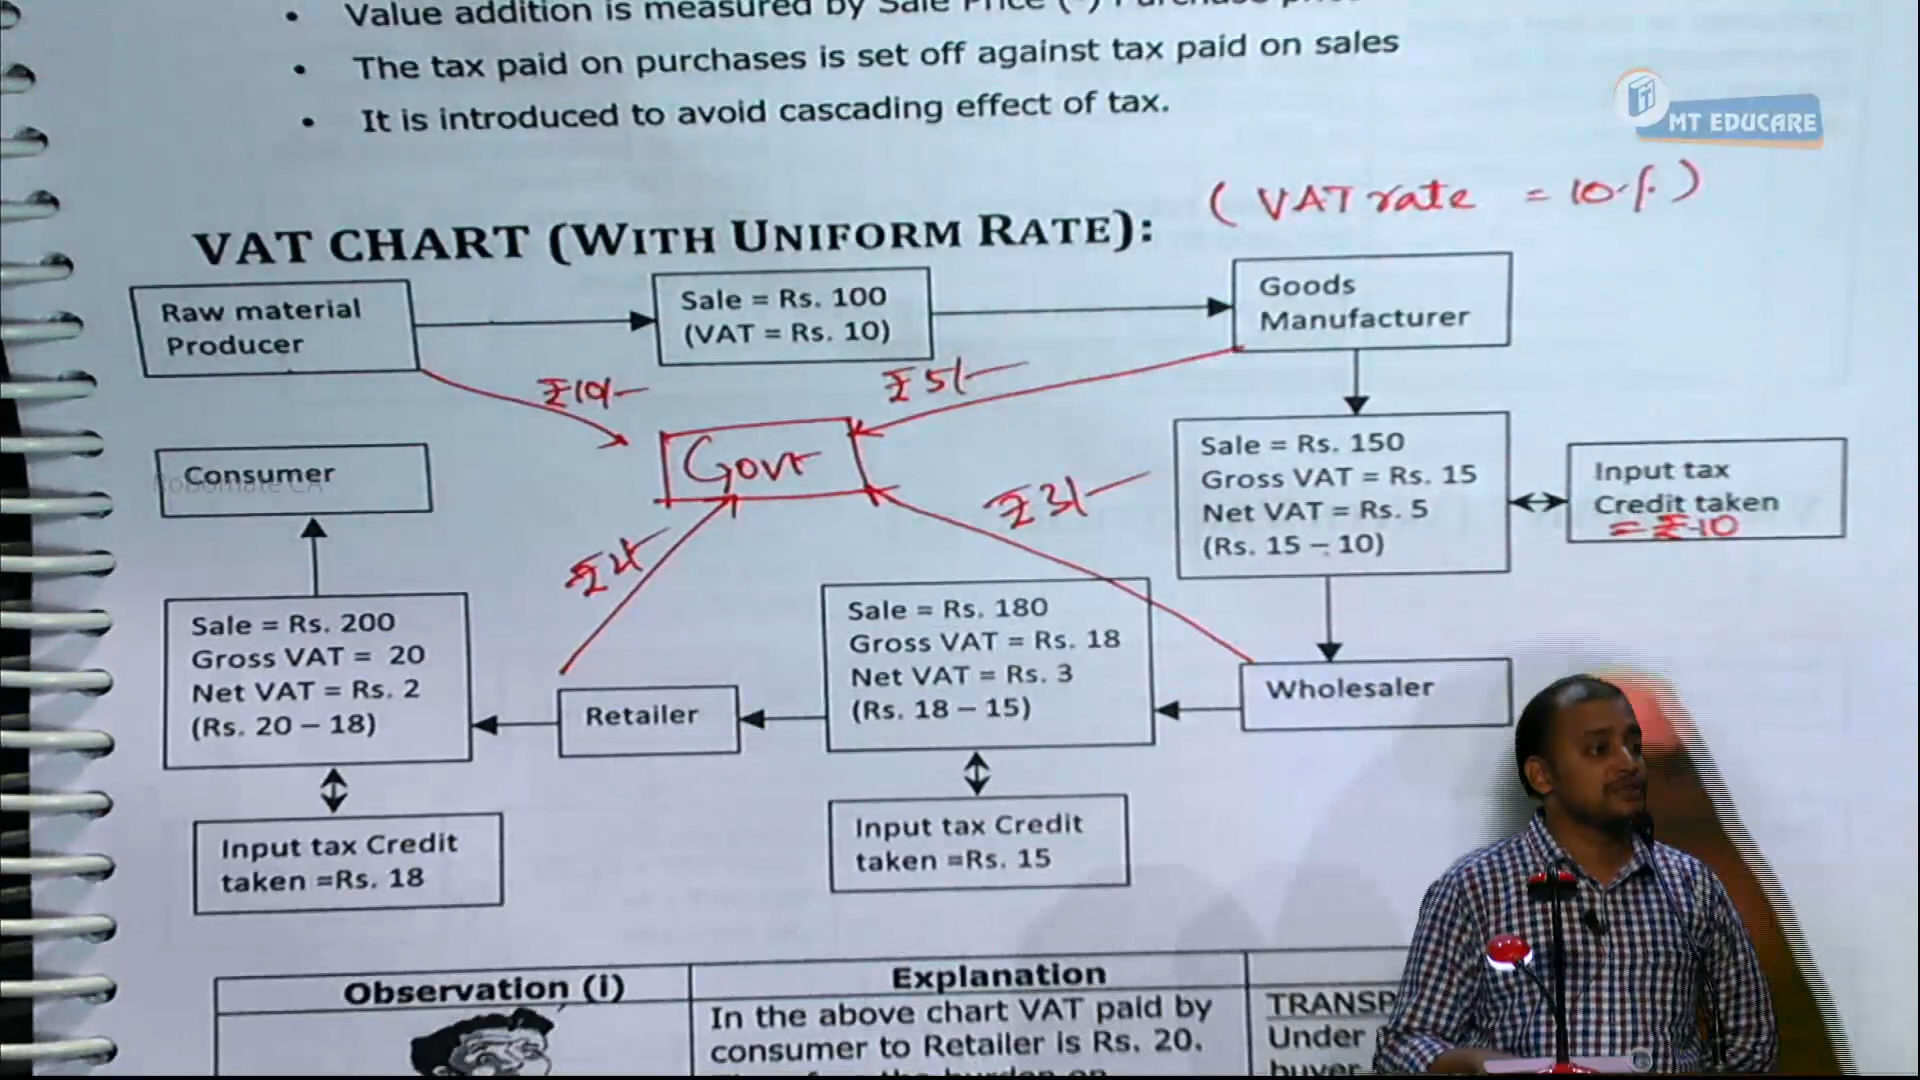 Value addition is measured by Sale Price (-) Purchase price
The tax paid on purchases is set off against tax paid on sales
It is introduced to avoid cascading effect of tax.
MT EDUCARE
(VAT rate = 10%)
VAT CHART (WITH UNIFORM RATE):
Raw material
Producer
Sale = Rs. 100
(VAT = Rs. 10)
Goods
Manufacturer
₹10/-
₹5/-
Govt
₹3/-
₹2/-
Sale = Rs. 150
Gross VAT = Rs. 15
Net VAT = Rs. 5
(Rs. 15 – 10)
Input tax
Credit taken
= ₹10
Consumer
Robomate CA
Sale = Rs. 200
Gross VAT = 20
Net VAT = Rs. 2
(Rs. 20 – 18)
Retailer
Sale = Rs. 180
Gross VAT = Rs. 18
Net VAT = Rs. 3
(Rs. 18 – 15)
Wholesaler
Input tax Credit
taken =Rs. 18
Input tax Credit
taken =Rs. 15
Observation (i)
Explanation
In the above chart VAT paid by
consumer to Retailer is Rs. 20.
TRANSP
Under
buyer